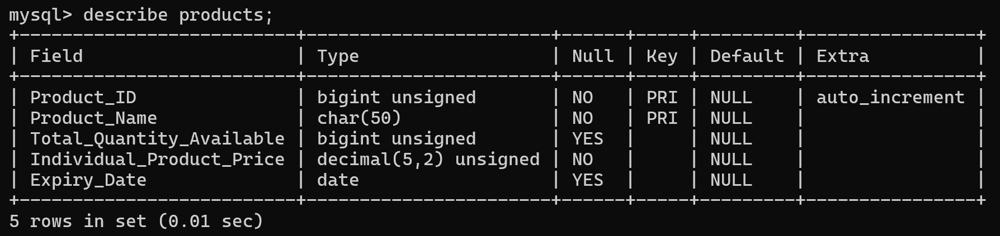 mysql> describe products;
+--------------------------+-----------------------+------+-----+---------+----------------+
| Field                    | Type                  | Null | Key | Default | Extra          |
+--------------------------+-----------------------+------+-----+---------+----------------+
| Product_ID               | bigint unsigned       | NO   | PRI | NULL    | auto_increment |
| Product_Name             | char(50)              | NO   | PRI | NULL    |                |
| Total_Quantity_Available | bigint unsigned       | YES  |     | NULL    |                |
| Individual_Product_Price | decimal(5,2) unsigned | NO   |     | NULL    |                |
| Expiry_Date              | date                  | YES  |     | NULL    |                |
+--------------------------+-----------------------+------+-----+---------+----------------+
5 rows in set (0.01 sec)